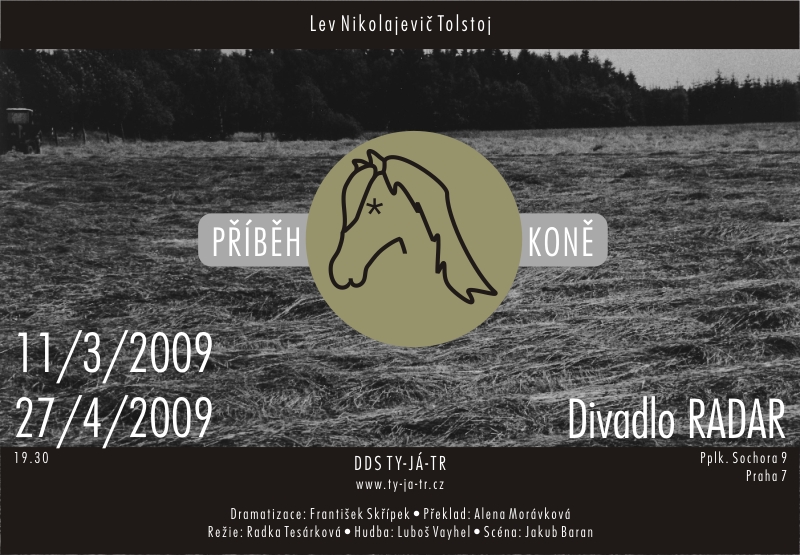 Lev Nikolajevič Tolstoj
PŘÍBĚH KONĚ
11/3/2009
27/4/2009
19.30
Divadlo RADAR
Pplk. Sochora 9
Praha 7
DDS TY-JÁ-TR
www.ty-ja-tr.cz
Dramatizace: František Skřípek • Překlad: Alena Morávková
Režie: Radka Tesárková • Hudba: Luboš Vayhel • Scéna: Jakub Baran